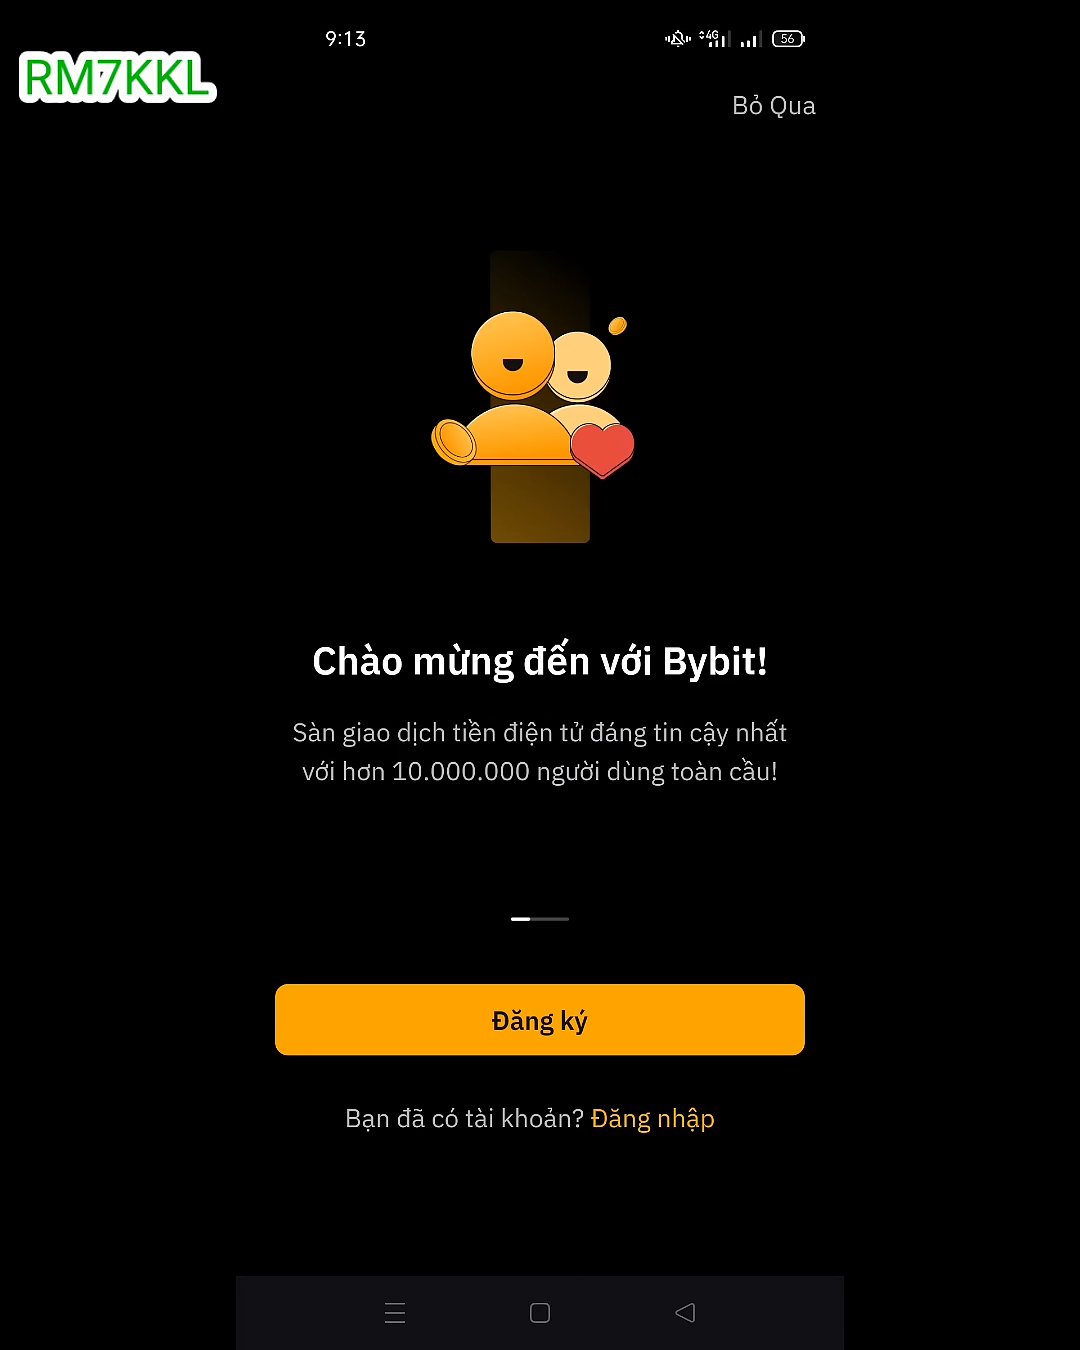 9:13
4G
56
RM7KKL
Bỏ Qua
Chào mừng đến với Bybit!
Sàn giao dịch tiền điện tử đáng tin cậy nhất
với hơn 10.000.000 người dùng toàn cầu!
Đăng ký
Bạn đã có tài khoản? Đăng nhập